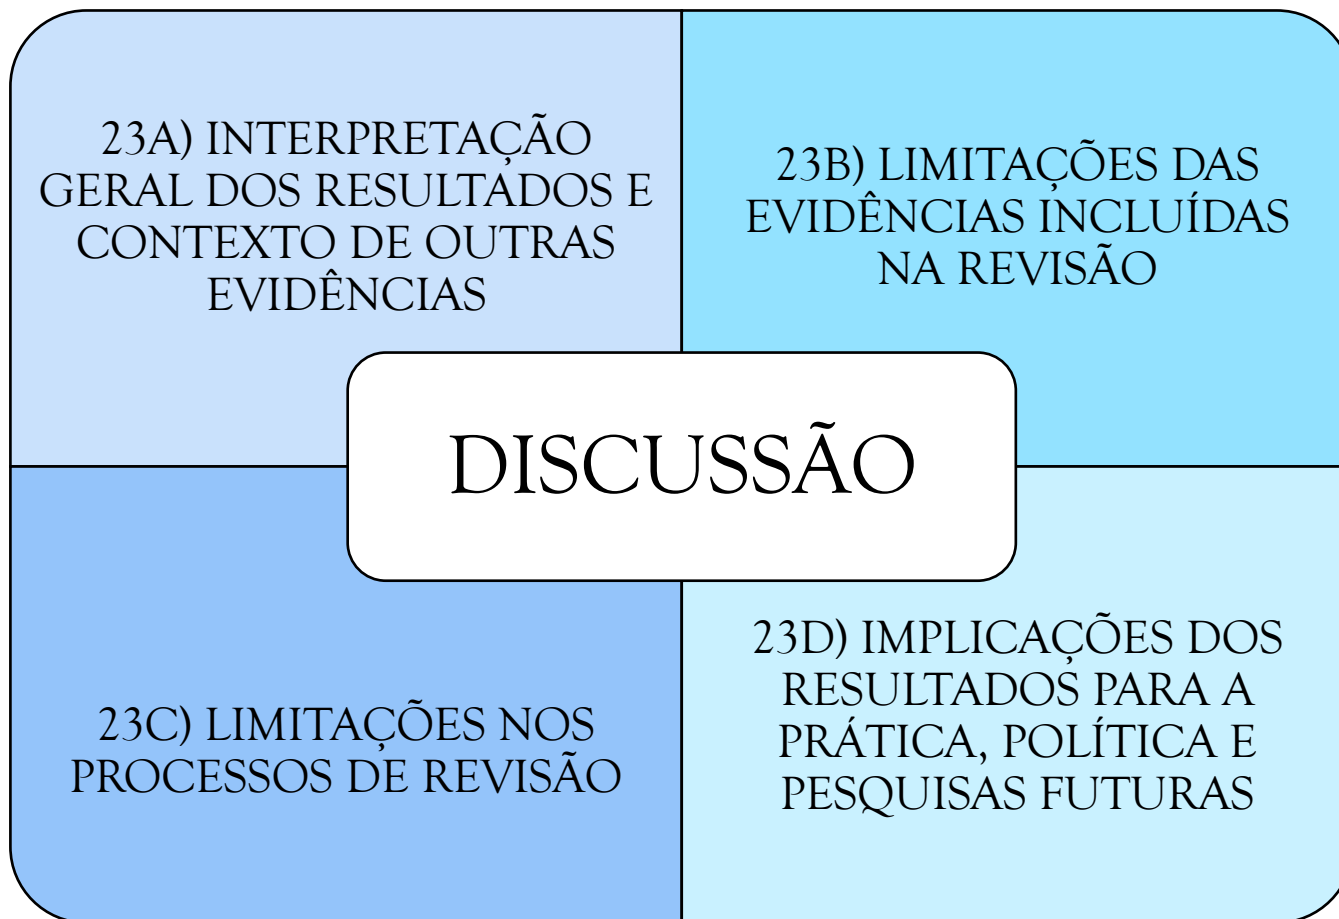 23A) INTERPRETAÇÃO
GERAL DOS RESULTADOS E
CONTEXTO DE OUTRAS
EVIDÊNCIAS
23B) LIMITAÇÕES DAS
EVIDÊNCIAS INCLUÍDAS
NA REVISÃO
DISCUSSÃO
23C) LIMITAÇÕES NOS
PROCESSOS DE REVISÃO
23D) IMPLICAÇÕES DOS
RESULTADOS PARA A
PRÁTICA, POLÍTICA E
PESQUISAS FUTURAS